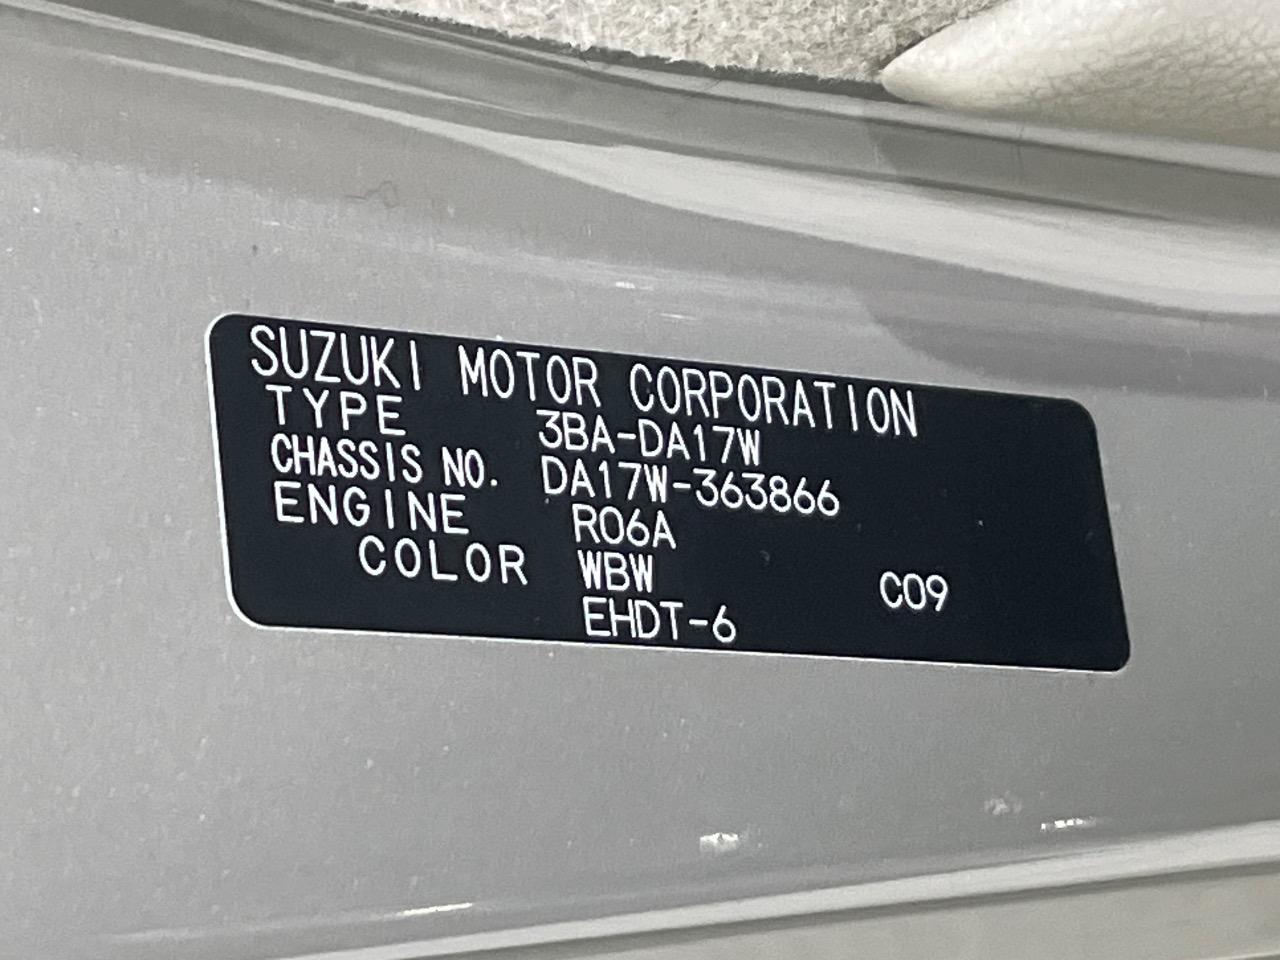 SUZUKI MOTOR CORPORATION
TYPE 3BA-DA17W
CHASSIS NO. DA17W-363866
ENGINE R06A
COLOR WBW C09
EHDT-6